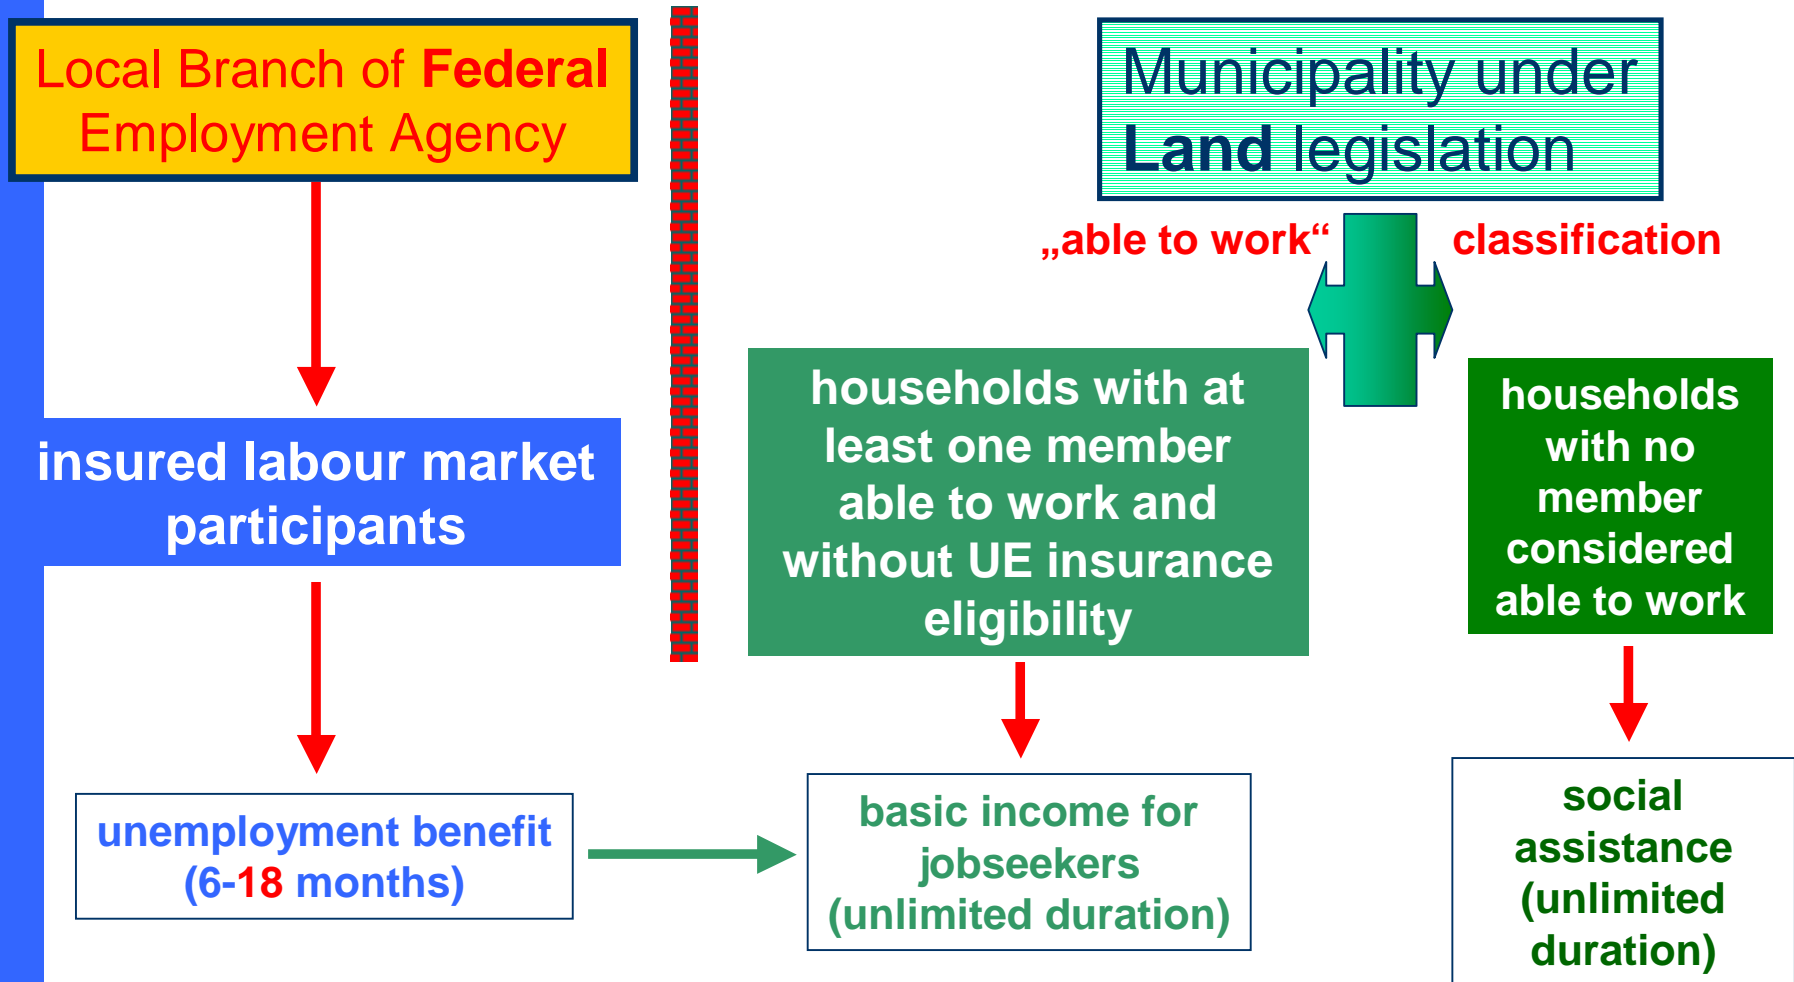 Local Branch of Federal
Employment Agency
Municipality under
Land legislation
„able to work“
classification
insured labour market
participants
households with at
least one member
able to work and
without UE insurance
eligibility
households
with no
member
considered
able to work
unemployment benefit
(6-18 months)
basic income for
jobseekers
(unlimited duration)
social
assistance
(unlimited
duration)